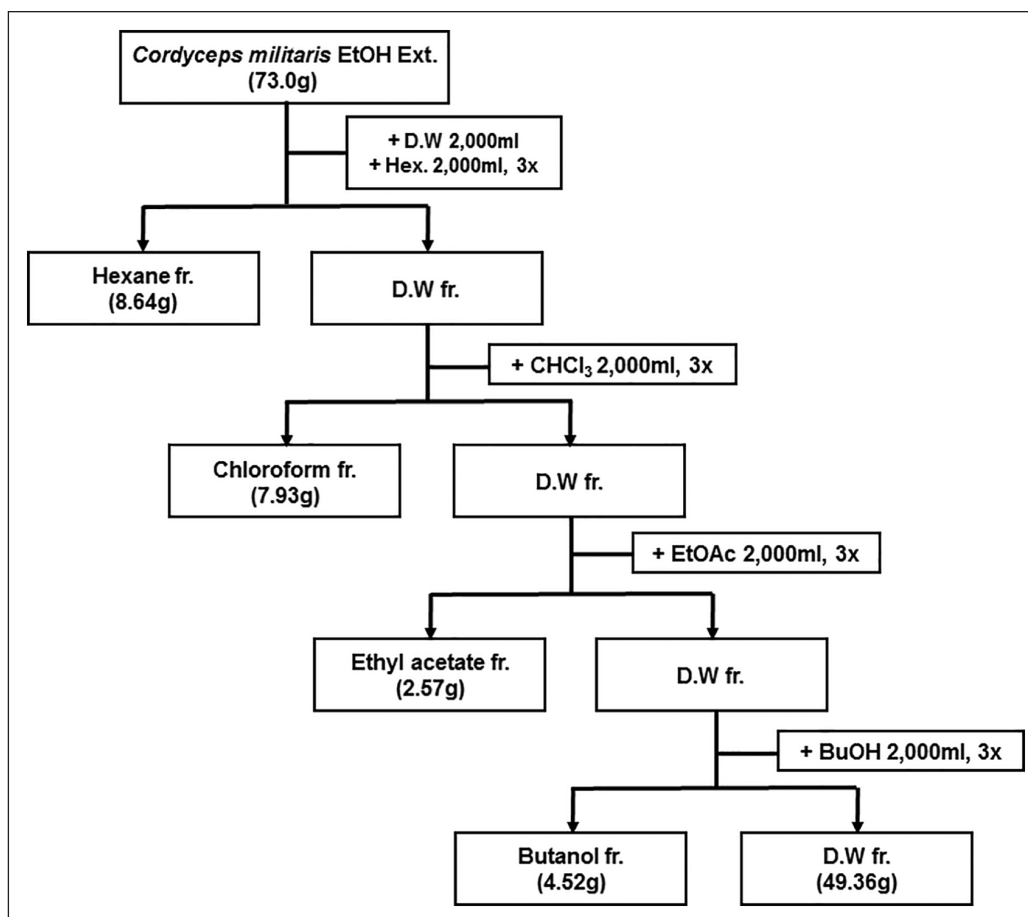 Cordyceps militaris EtOH Ext.
(73.0g)
+ D.W 2,000ml
+ Hex. 2,000ml, 3x
Hexane fr.
(8.64g)
D.W fr.
+ CHCl₃ 2,000ml, 3x
Chloroform fr.
(7.93g)
D.W fr.
+ EtOAc 2,000ml, 3x
Ethyl acetate fr.
(2.57g)
D.W fr.
+ BuOH 2,000ml, 3x
Butanol fr.
(4.52g)
D.W fr.
(49.36g)